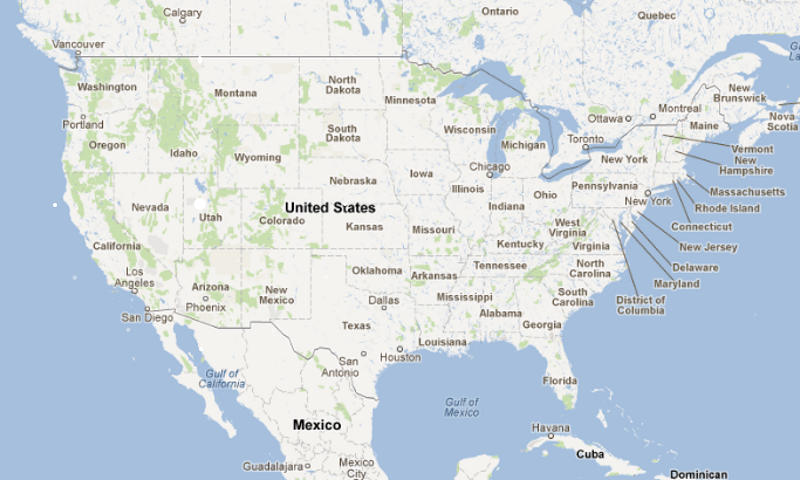 Calgary
Ontario
Quebec
Vancouver
Washington
Montana
North
Dakota
Minnesota
New
Brunswick
Portland
Ottawa
Montreal
Maine
Nova
Scotia
Oregon
Idaho
South
Dakota
Wisconsin
Michigan
Toronto
Vermont
Wyoming
New York
New
Hampshire
Chicago
Nebraska
Iowa
Illinois
Ohio
Pennsylvania
Massachusetts
Nevada
Utah
United States
Indiana
New York
Rhode Island
Colorado
Kansas
Missouri
West
Virginia
Connecticut
California
Kentucky
Virginia
New Jersey
Los
Angeles
Oklahoma
Arkansas
Tennessee
North
Carolina
Delaware
Arizona
Phoenix
New
Mexico
Dallas
Mississippi
South
Carolina
Maryland
San Diego
Texas
Alabama
Georgia
District of
Columbia
San
Antonio
Houston
Louisiana
Gulf of
California
Florida
Gulf of
Mexico
Mexico
Havana
Cuba
Guadalajara
Mexico
City
Dominican